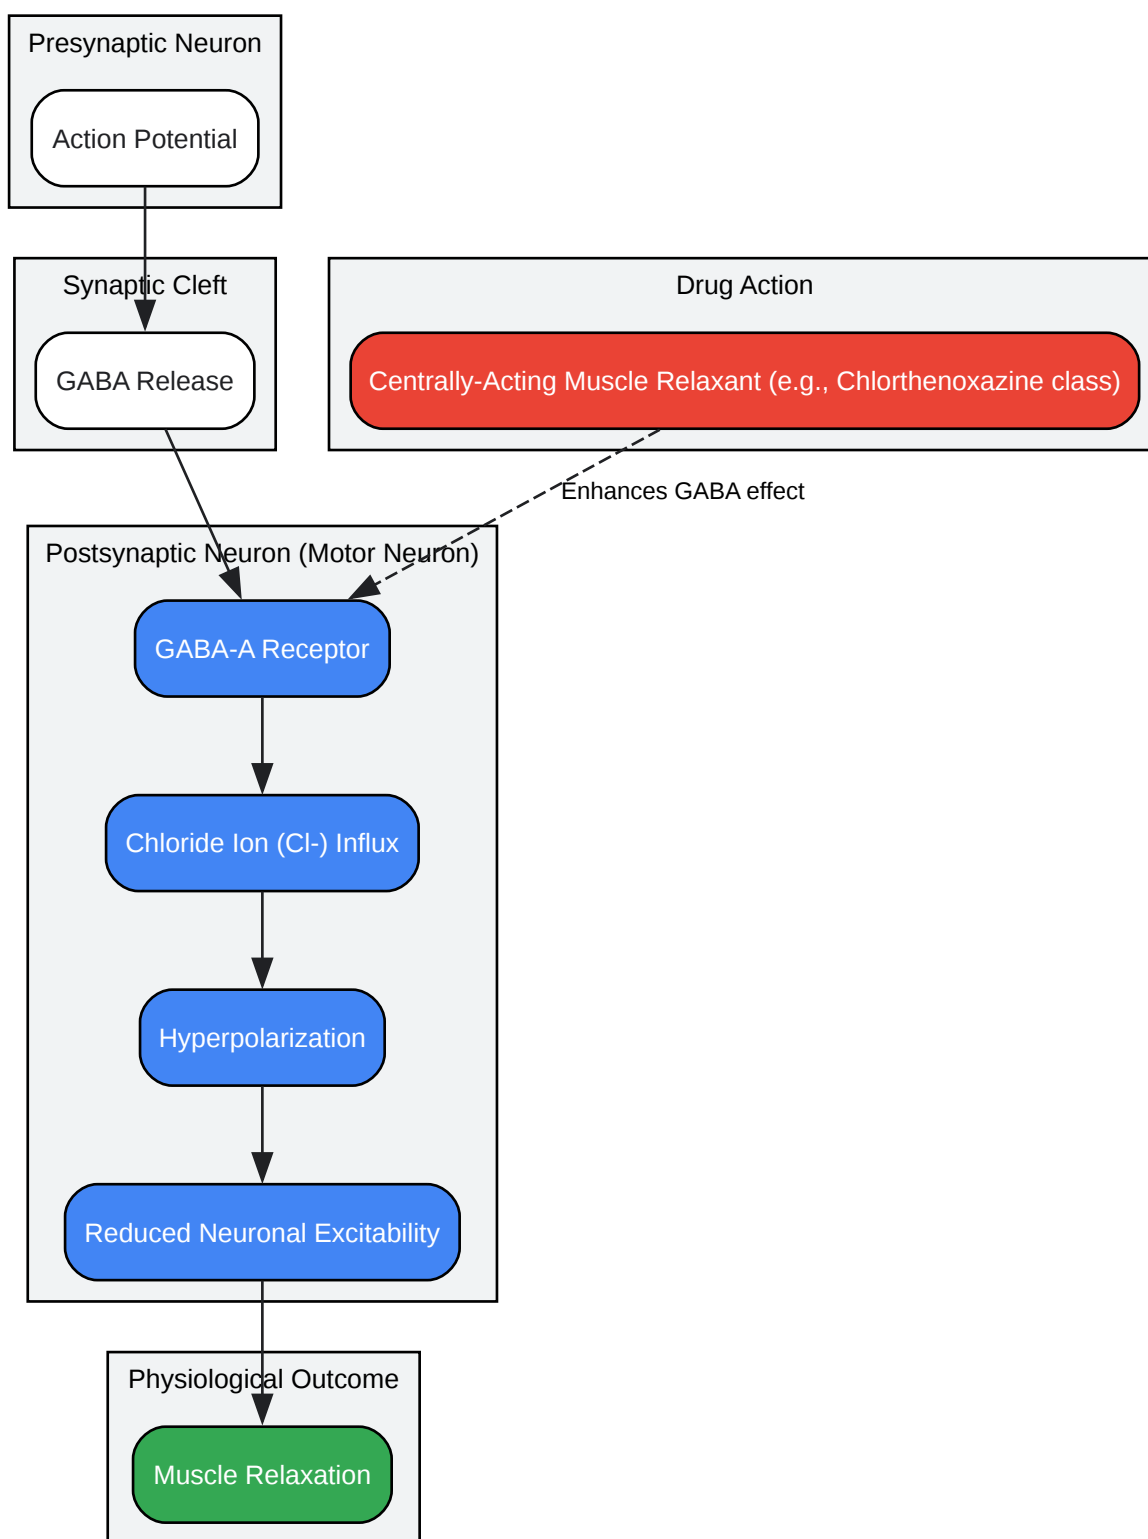 Presynaptic Neuron
Action Potential
Synaptic Cleft
GABA Release
Drug Action
Centrally-Acting Muscle Relaxant (e.g., Chlorthenoxazine class)
Enhances GABA effect
Postsynaptic Neuron (Motor Neuron)
GABA-A Receptor
Chloride Ion (Cl-) Influx
Hyperpolarization
Reduced Neuronal Excitability
Physiological Outcome
Muscle Relaxation